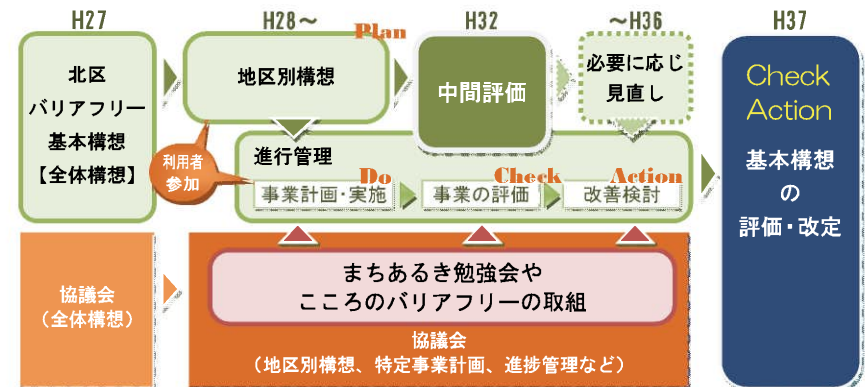 H27
H28～
H32
～H36
H37
北区
バリアフリー
基本構想
【全体構想】
Plan
地区別構想
中間評価
必要に応じ
見直し
利用者
参加
進行管理
Do
事業計画・実施
Check
事業の評価
Action
改善検討
Check
Action
基本構想
の
評価・改定
協議会
（全体構想）
まちあるき勉強会や
こころのバリアフリーの取組
協議会
（地区別構想、特定事業計画、進捗管理など）